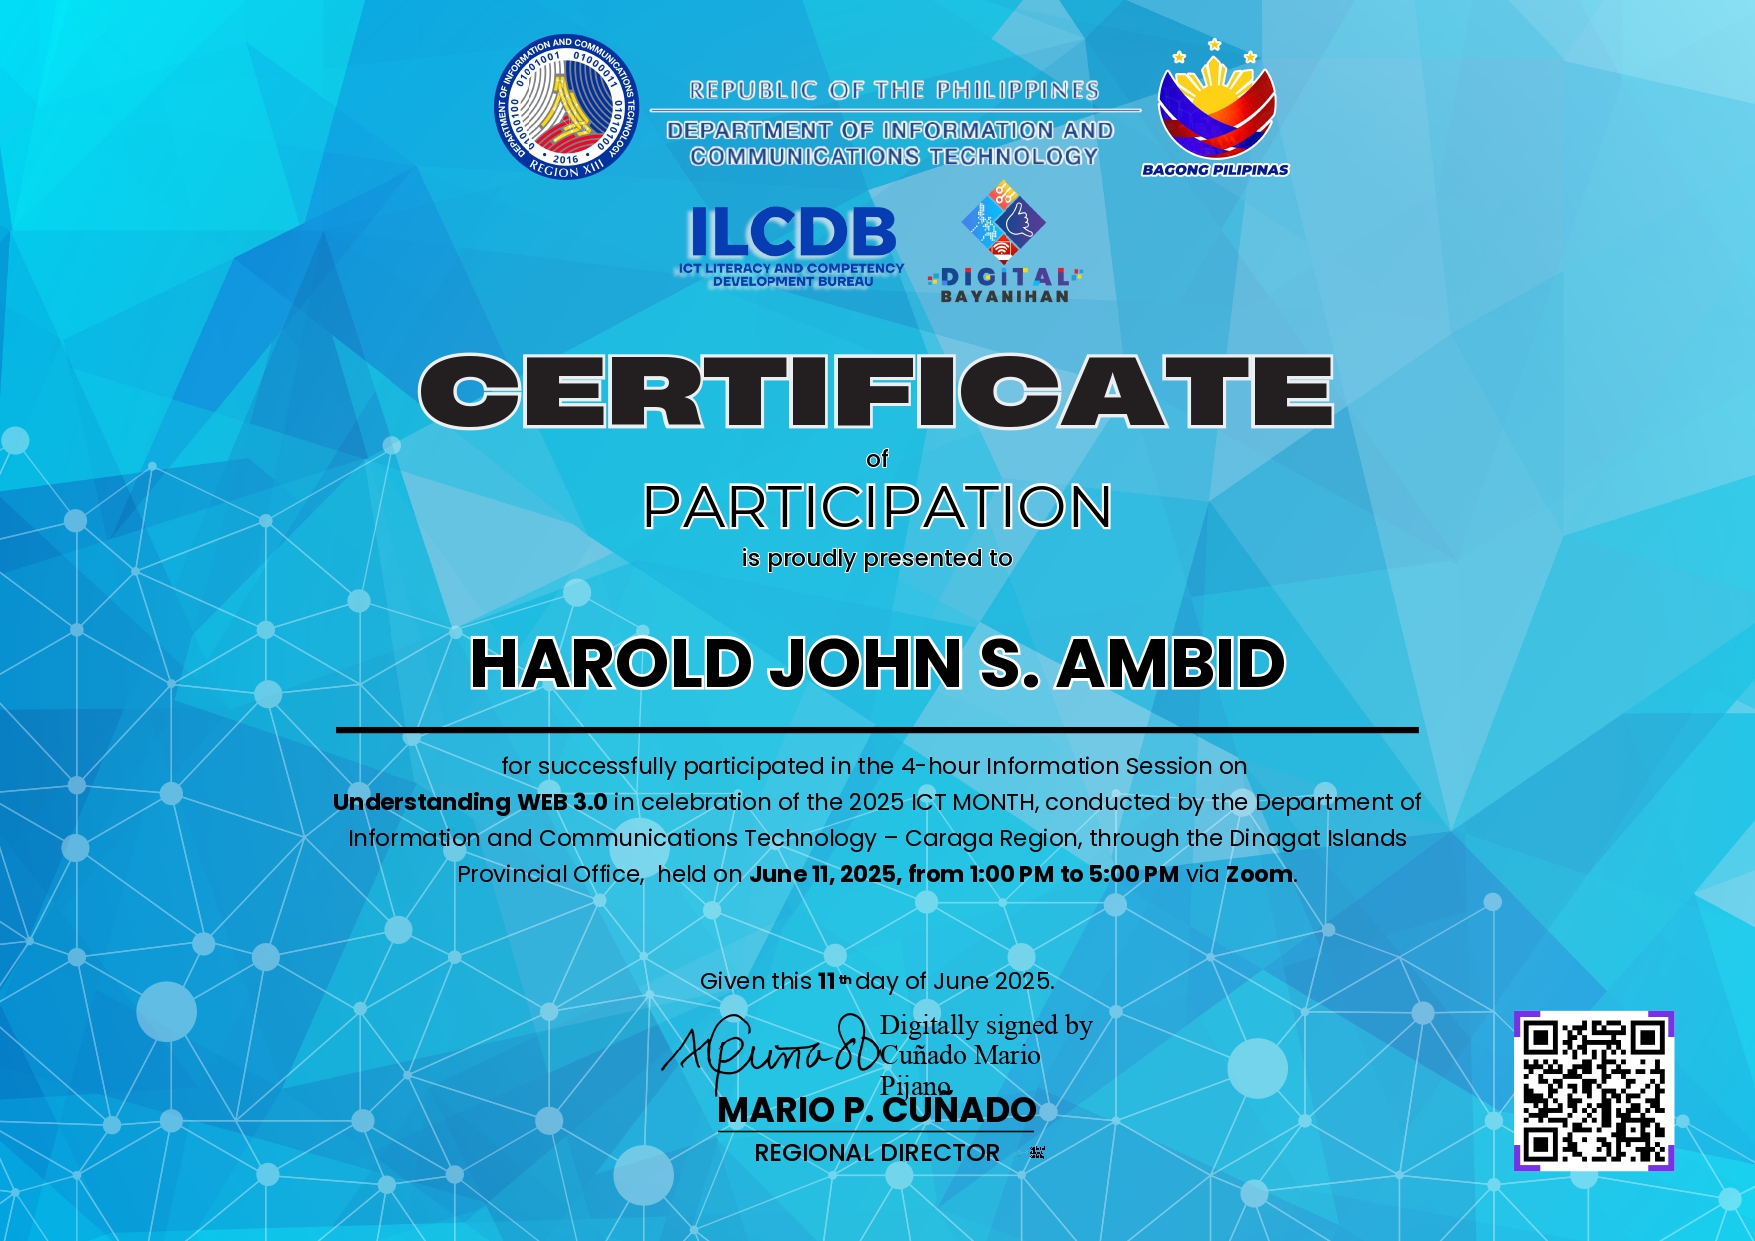 DEPARTMENT OF INFORMATION AND COMMUNICATIONS TECHNOLOGY
01001001 01000011 01010100 01000100
2016
REGION XIII
REPUBLIC OF THE PHILIPPINES
DEPARTMENT OF INFORMATION AND
COMMUNICATIONS TECHNOLOGY
BAGONG PILIPINAS
ILCDB
ICT LITERACY AND COMPETENCY
DEVELOPMENT BUREAU
DIGITAL
BAYANIHAN
CERTIFICATE
of
PARTICIPATION
is proudly presented to
HAROLD JOHN S. AMBID
for successfully participated in the 4-hour Information Session on
Understanding WEB 3.0 in celebration of the 2025 ICT MONTH, conducted by the Department of
Information and Communications Technology – Caraga Region, through the Dinagat Islands
Provincial Office, held on June 11, 2025, from 1:00 PM to 5:00 PM via Zoom.
Given this 11th day of June 2025.
Digitally signed by
Cuñado Mario
Pijano
MARIO P. CUÑADO
REGIONAL DIRECTOR